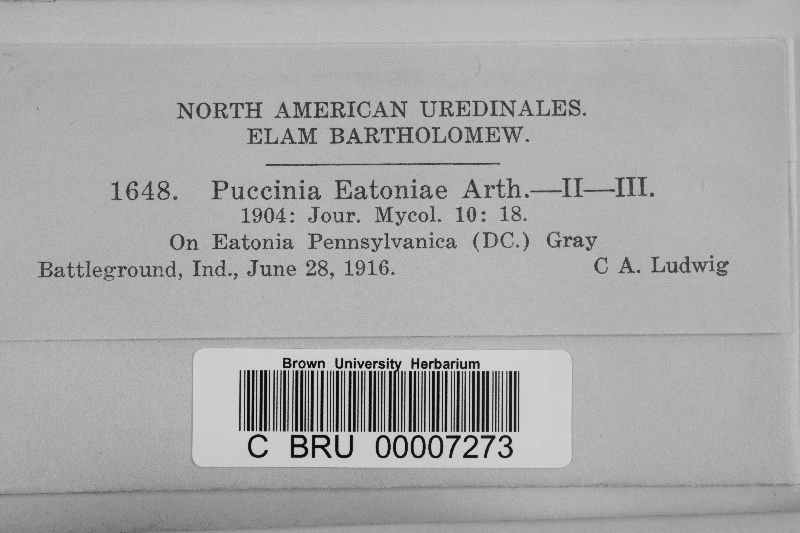 NORTH AMERICAN UREDINALES.
ELAM BARTHOLOMEW.
1648. Puccinia Eatoniae Arth.—II—III.
1904: Jour. Mycol. 10: 18.
On Eatonia Pennsylvanica (DC.) Gray
Battleground, Ind., June 28, 1916. C A. Ludwig
Brown University Herbarium
C BRU 00007273